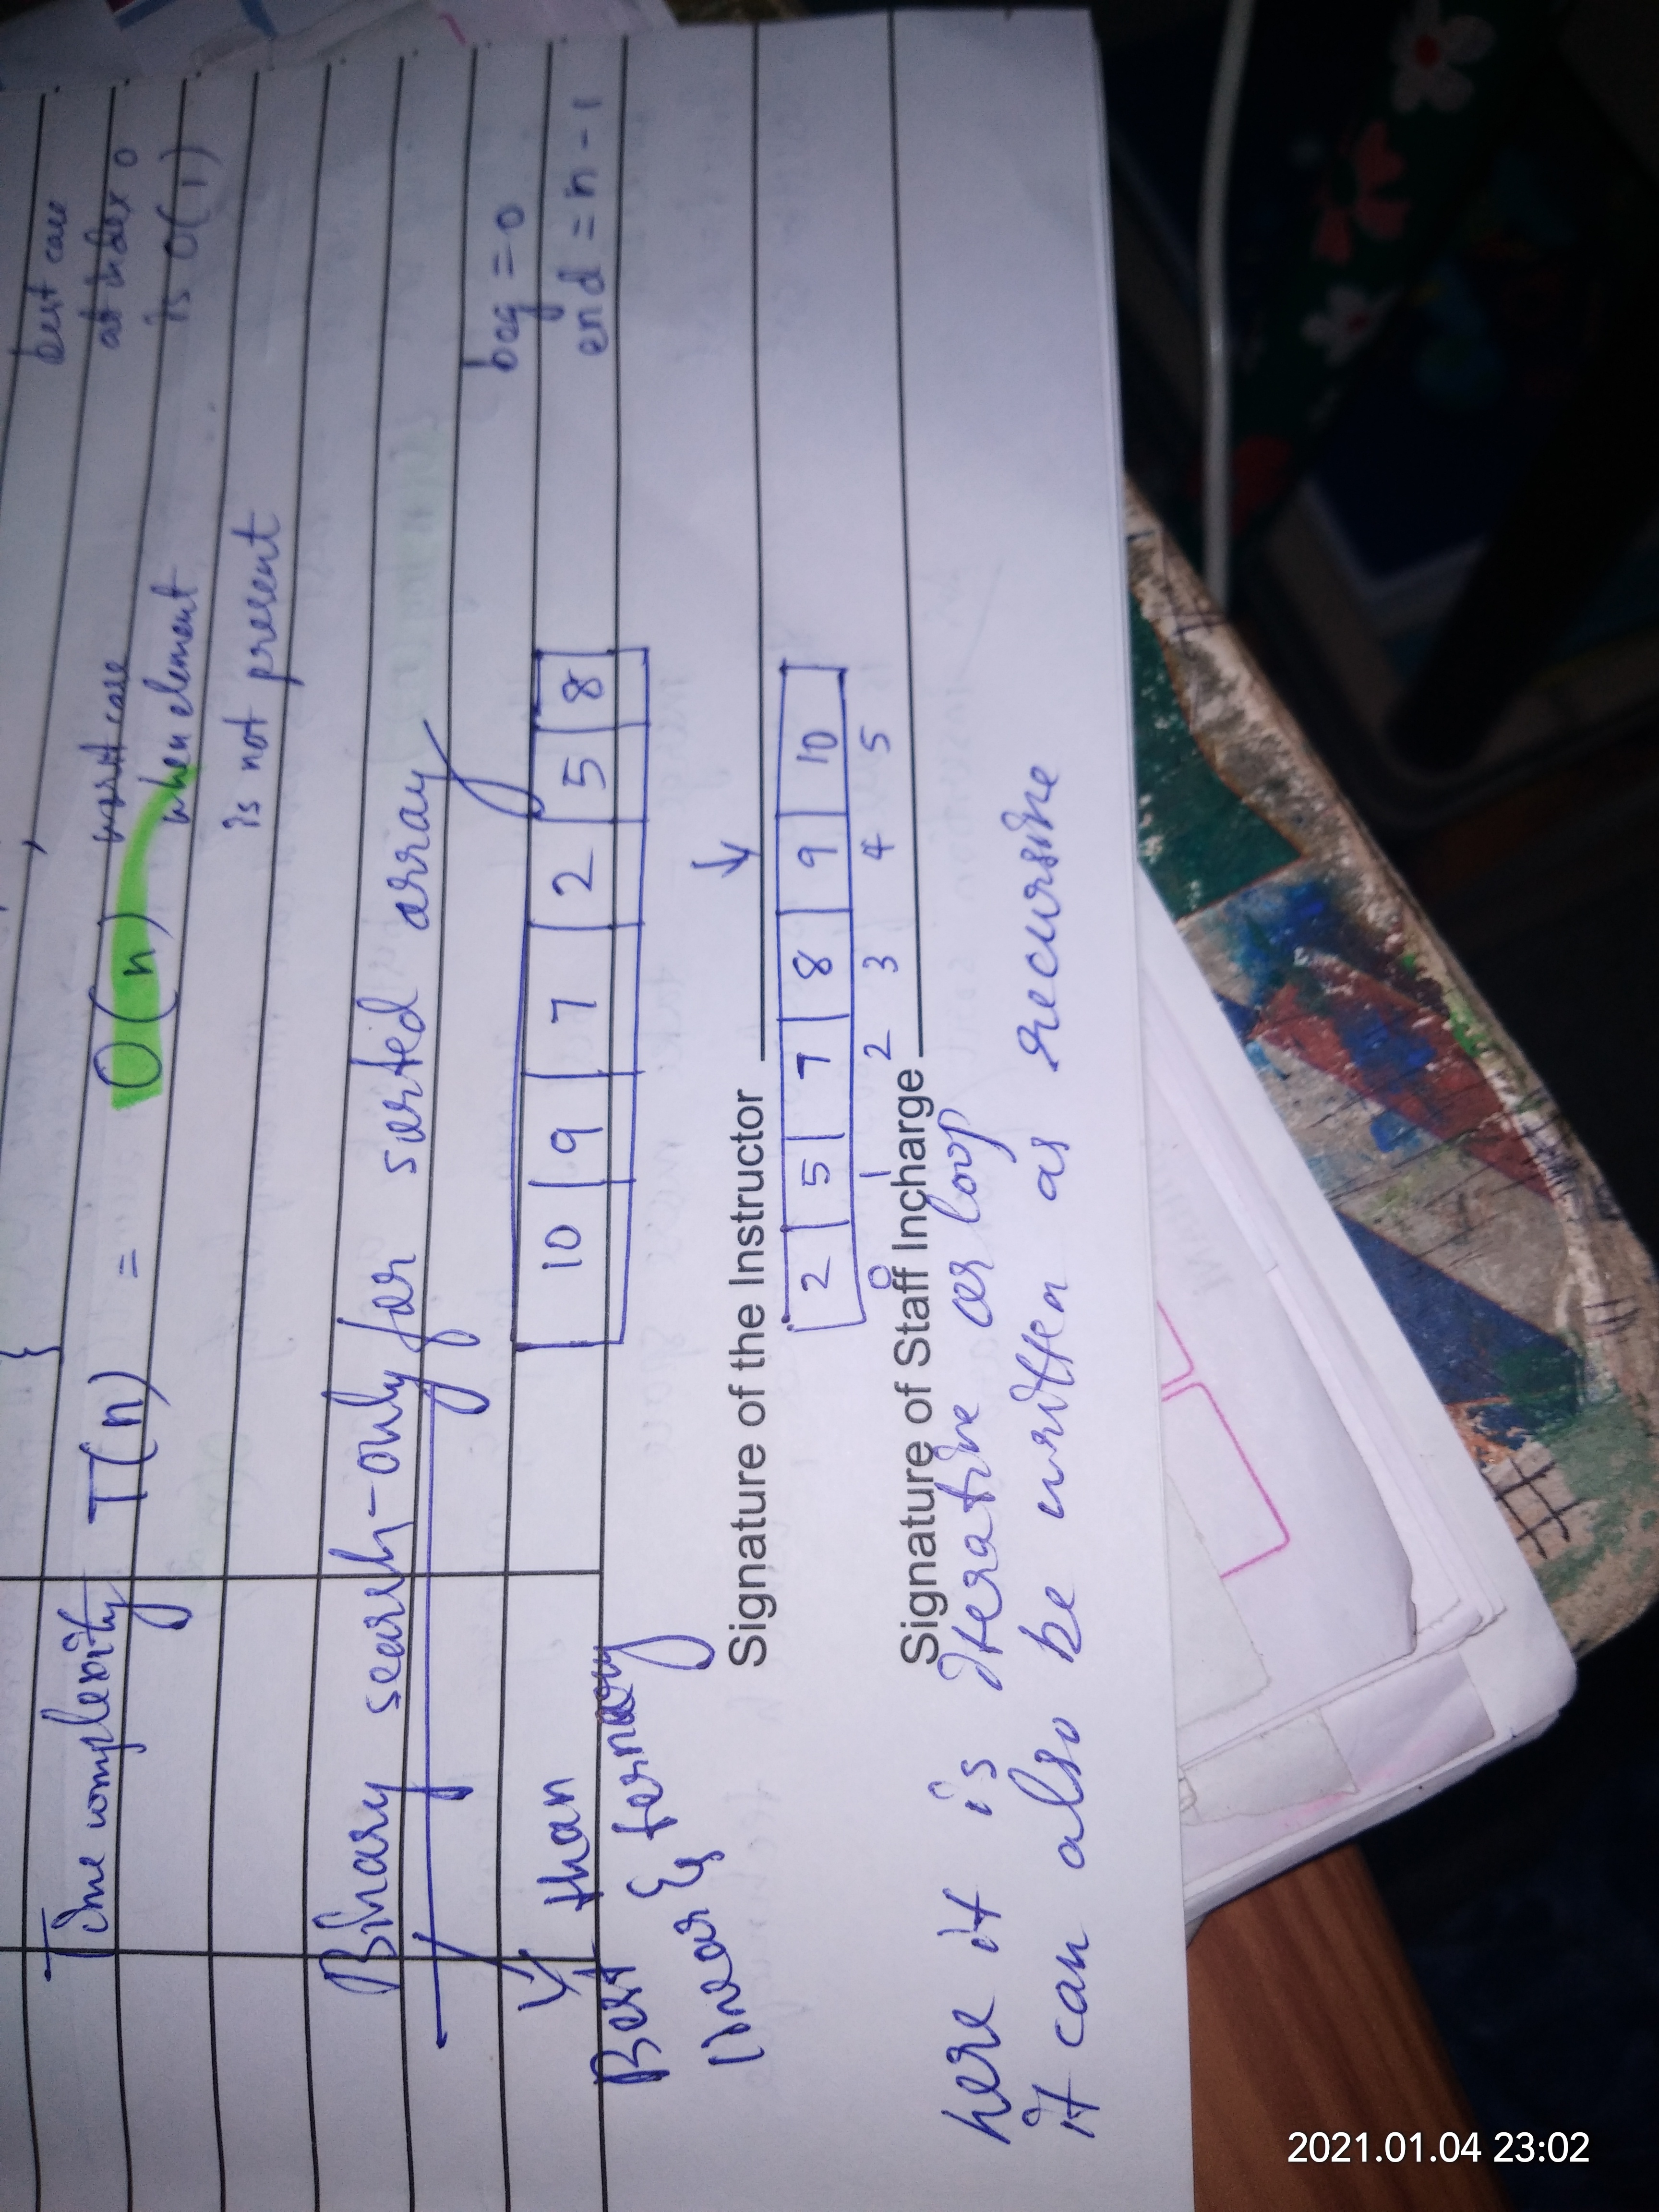 }
best case
at index 0
is O(1)
Time complexity T(n) = O(n) worst case
when element
is not present
Binary search-only for sorted array
beg = 0
end = n - 1
10 9 7 2 5 8
Best than
linear & ternary
Signature of the Instructor
2 5 7 8 9 10
0 1 2 3 4 5
Signature of Staff Incharge
here it is iterative or loop
it can also be written as recursive
2021.01.04 23:02